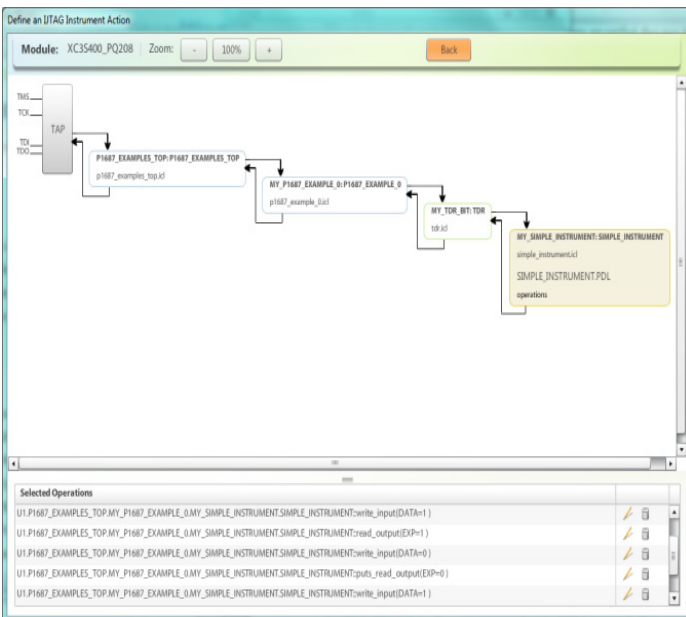 Define an IJTAG Instrument Action
Module: XC3S400_PQ208 Zoom: - 100% + Back
TMS
TCK
TAP
TDI
TDO
P1687_EXAMPLES_TOP: P1687_EXAMPLES_TOP
p1687_examples_top.icl
MY_P1687_EXAMPLE_0: P1687_EXAMPLE_0
p1687_example_0.icl
MY_TDR_BIT: TDR
tdr.icl
MY_SIMPLE_INSTRUMENT: SIMPLE_INSTRUMENT
simple_instrument.icl
SIMPLE_INSTRUMENT.PDL
operations
Selected Operations
U1.P1687_EXAMPLES_TOP.MY_P1687_EXAMPLE_0.MY_SIMPLE_INSTRUMENT.SIMPLE_INSTRUMENT::write_input(DATA=1 )
U1.P1687_EXAMPLES_TOP.MY_P1687_EXAMPLE_0.MY_SIMPLE_INSTRUMENT.SIMPLE_INSTRUMENT::read_output(EXP=1 )
U1.P1687_EXAMPLES_TOP.MY_P1687_EXAMPLE_0.MY_SIMPLE_INSTRUMENT.SIMPLE_INSTRUMENT::write_input(DATA=0 )
U1.P1687_EXAMPLES_TOP.MY_P1687_EXAMPLE_0.MY_SIMPLE_INSTRUMENT.SIMPLE_INSTRUMENT::puts_read_output(EXP=0 )
U1.P1687_EXAMPLES_TOP.MY_P1687_EXAMPLE_0.MY_SIMPLE_INSTRUMENT.SIMPLE_INSTRUMENT::write_input(DATA=1 )